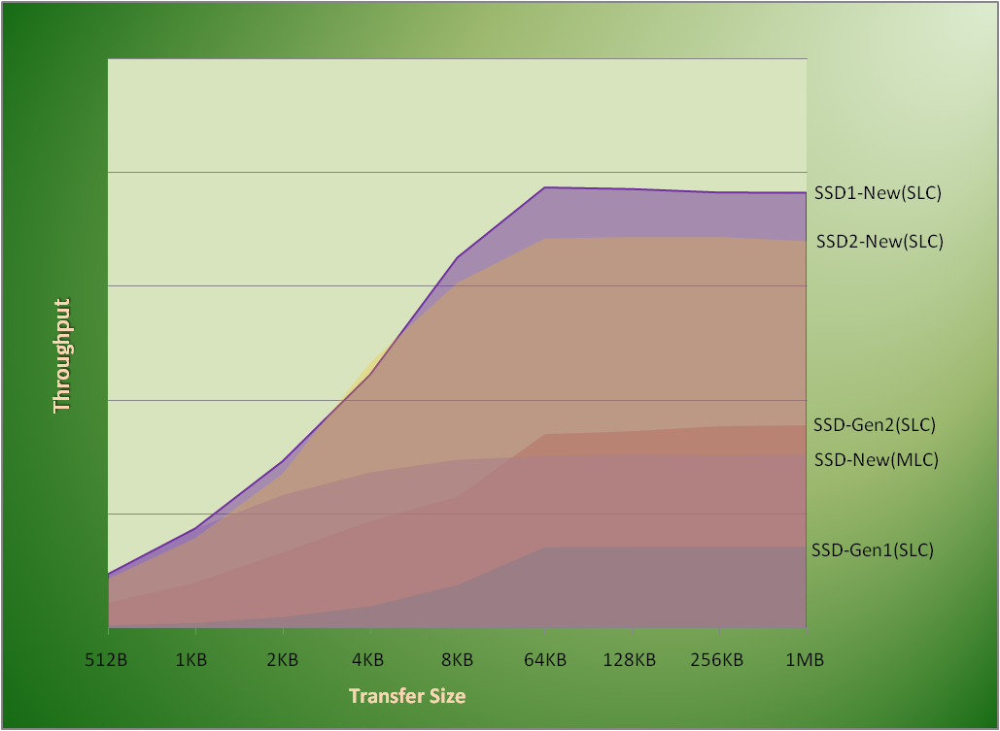 SSD1-New(SLC)
SSD2-New(SLC)
Throughput
SSD-Gen2(SLC)
SSD-New(MLC)
SSD-Gen1(SLC)
512B 1KB 2KB 4KB 8KB 64KB 128KB 256KB 1MB
Transfer Size